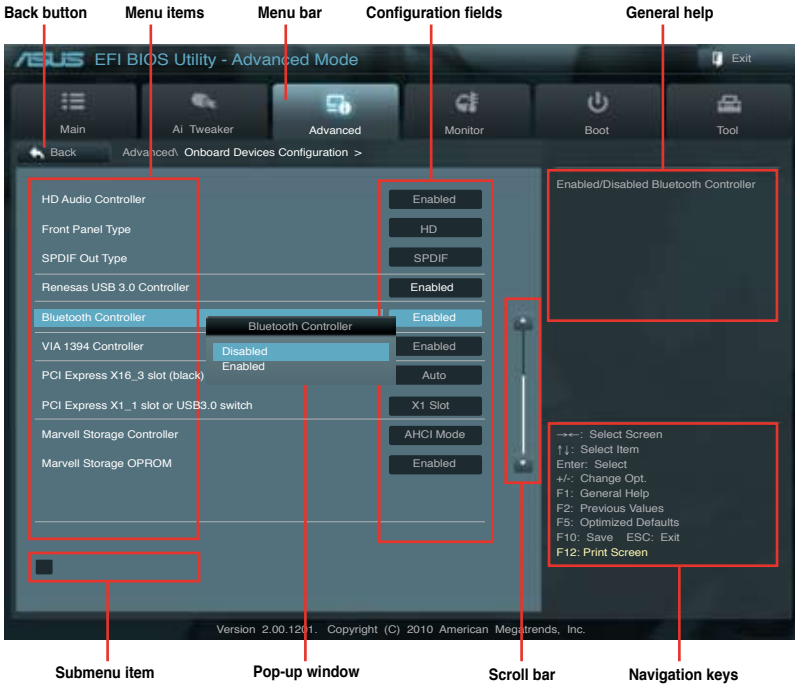 Back button Menu items Menu bar Configuration fields General help
ASUS EFI BIOS Utility - Advanced Mode Exit
Main Ai Tweaker Advanced Monitor Boot Tool
Back Advanced\ Onboard Devices Configuration >
Enabled/Disabled Bluetooth Controller
HD Audio Controller Enabled
Front Panel Type HD
SPDIF Out Type SPDIF
Renesas USB 3.0 Controller Enabled
Bluetooth Controller Enabled
Bluetooth Controller
Disabled
Enabled
VIA 1394 Controller Enabled
PCI Express X16_3 slot (black) Auto
PCI Express X1_1 slot or USB3.0 switch X1 Slot
Marvell Storage Controller AHCI Mode
Marvell Storage OPROM Enabled
→←: Select Screen
↑↓: Select Item
Enter: Select
+/-: Change Opt.
F1: General Help
F2: Previous Values
F5: Optimized Defaults
F10: Save ESC: Exit
F12: Print Screen
Version 2.00.1201. Copyright (C) 2010 American Megatrends, Inc.
Submenu item Pop-up window Scroll bar Navigation keys